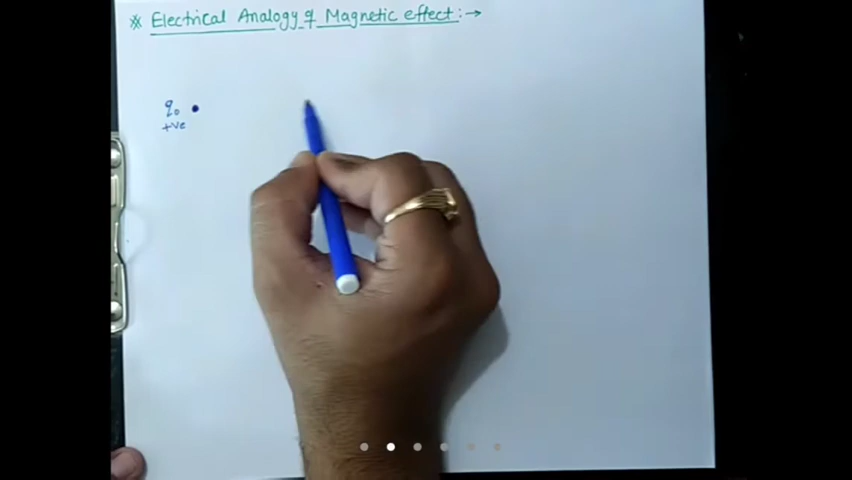 ※ Electrical Analogy of Magnetic effect :→
q₀
+ve